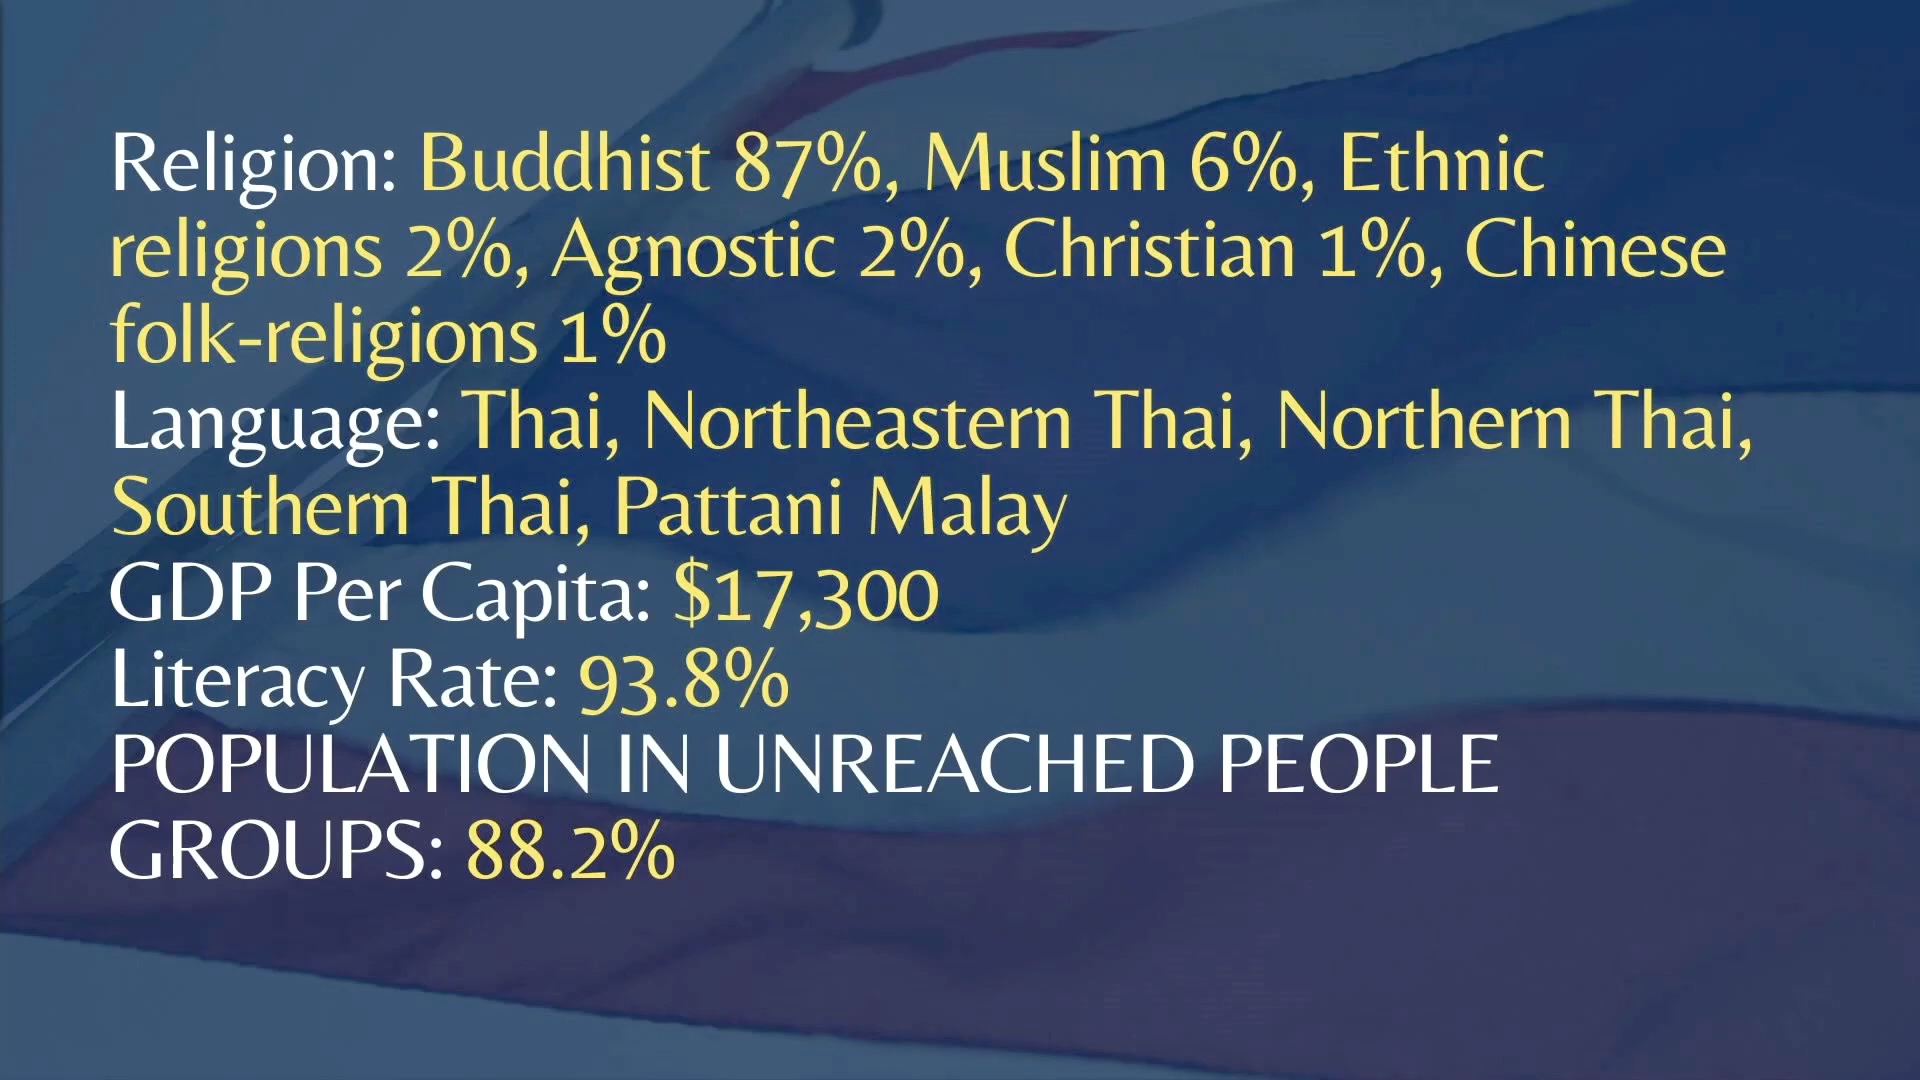 Religion: Buddhist 87%, Muslim 6%, Ethnic
religions 2%, Agnostic 2%, Christian 1%, Chinese
folk-religions 1%
Language: Thai, Northeastern Thai, Northern Thai,
Southern Thai, Pattani Malay
GDP Per Capita: $17,300
Literacy Rate: 93.8%
POPULATION IN UNREACHED PEOPLE
GROUPS: 88.2%